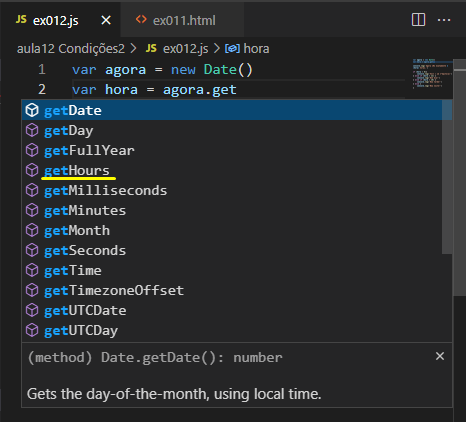 JS ex012.js ×
<> ex011.html
aula12 Condições2 > JS ex012.js > hora
1 var agora = new Date()
2 var hora = agora.get
getDate
getDay
getFullYear
getHours
getMilliseconds
getMinutes
getMonth
getSeconds
getTime
getTimezoneOffset
getUTCDate
getUTCDay
(method) Date.getDate(): number ×
Gets the day-of-the-month, using local time.